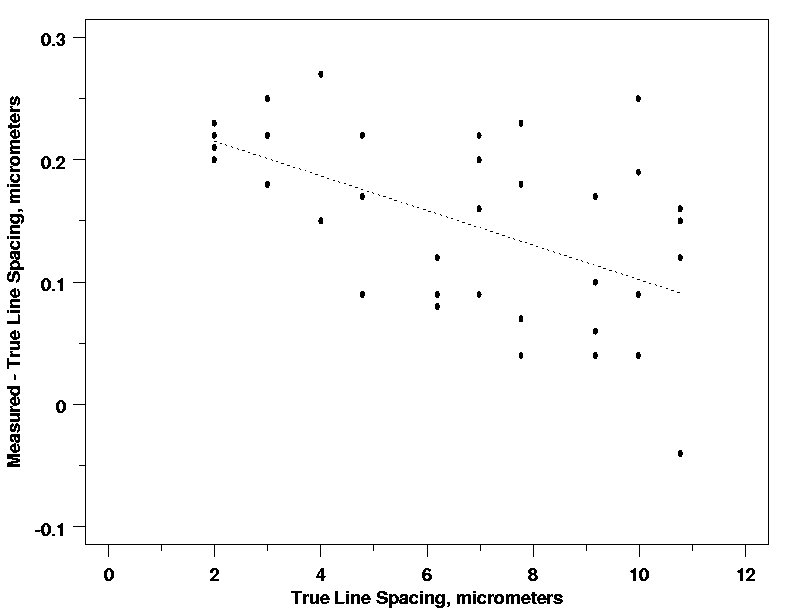 Measured - True Line Spacing, micrometers
0.3
0.2
0.1
0
-0.1
0 2 4 6 8 10 12
True Line Spacing, micrometers